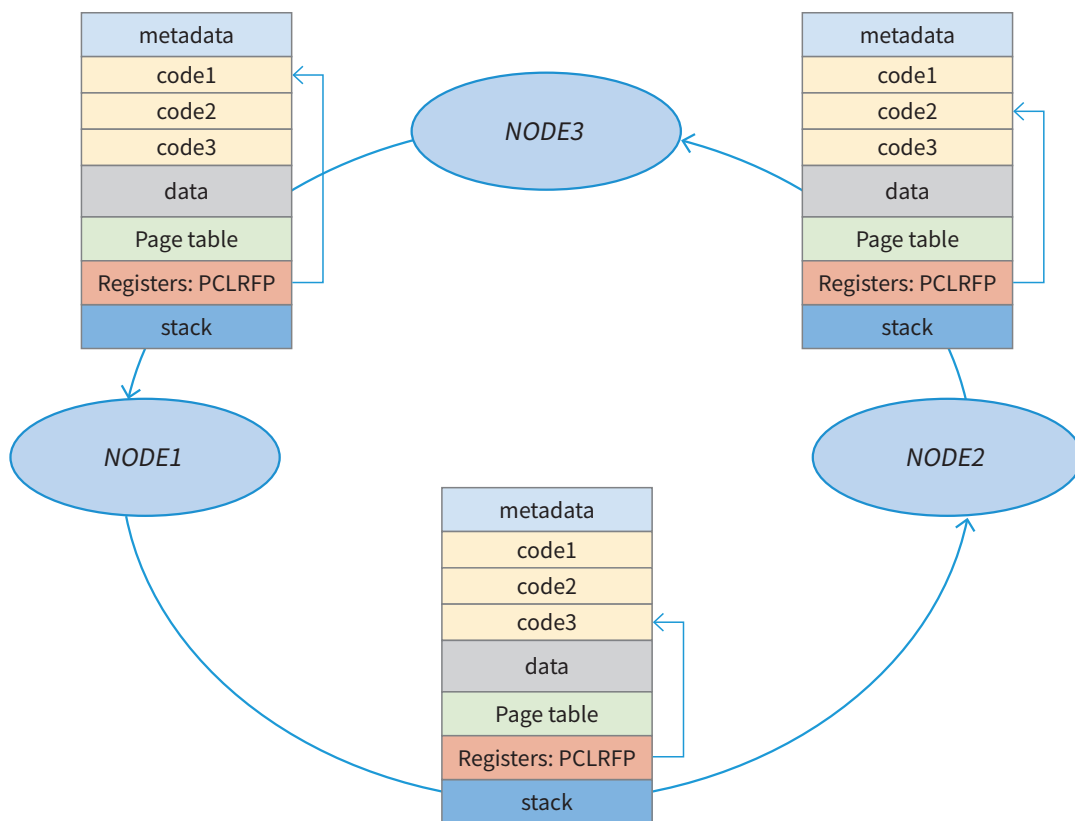 metadata
code1
code2
code3
data
Page table
Registers: PCLRFP
stack
NODE3
metadata
code1
code2
code3
data
Page table
Registers: PCLRFP
stack
NODE1
NODE2
metadata
code1
code2
code3
data
Page table
Registers: PCLRFP
stack